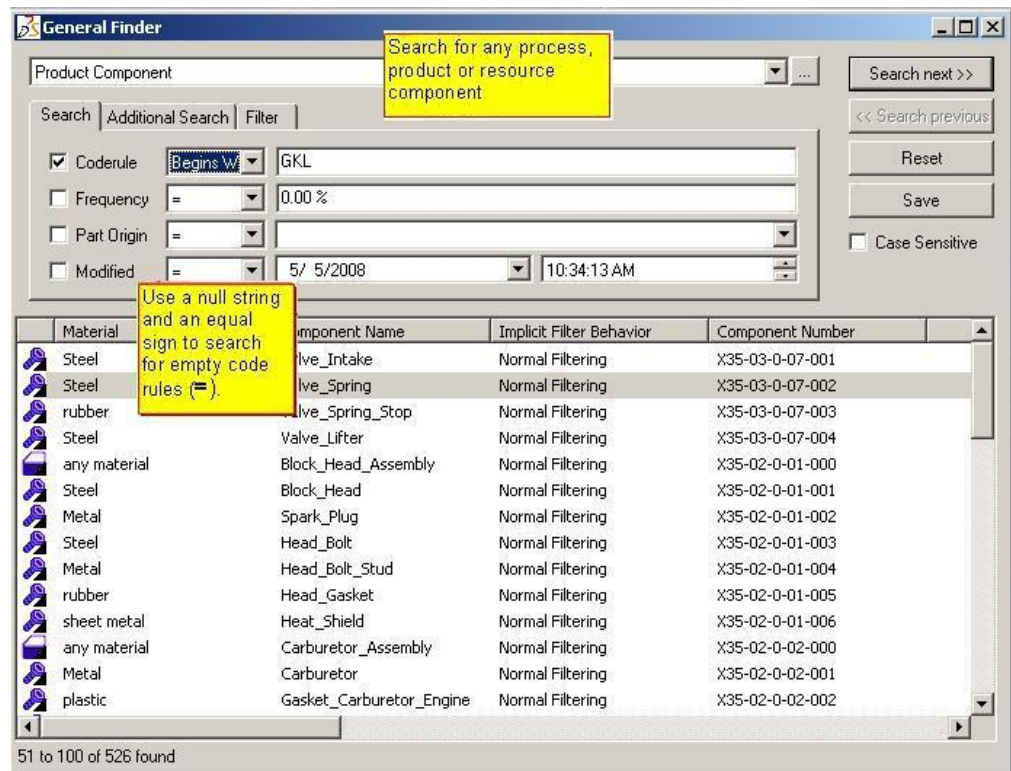 General Finder
Search for any process,
product or resource
component
Product Component
...
Search next >>
<< Search previous
Reset
Save
Case Sensitive
Search Additional Search Filter
Coderule Begins W GKL
Frequency = 0.00 %
Part Origin =
Modified = 5/ 5/2008 10:34:13 AM
Use a null string
and an equal
sign to search
for empty code
rules (=).
Material Implicit Filter Behavior Component Number
Steel Normal Filtering X35-03-0-07-001
Steel Normal Filtering X35-03-0-07-002
rubber Valve_Spring_Stop Normal Filtering X35-03-0-07-003
Steel Valve_Lifter Normal Filtering X35-03-0-07-004
any material Block_Head_Assembly Normal Filtering X35-02-0-01-000
Steel Block_Head Normal Filtering X35-02-0-01-001
Metal Spark_Plug Normal Filtering X35-02-0-01-002
Steel Head_Bolt Normal Filtering X35-02-0-01-003
Metal Head_Bolt_Stud Normal Filtering X35-02-0-01-004
rubber Head_Gasket Normal Filtering X35-02-0-01-005
sheet metal Heat_Shield Normal Filtering X35-02-0-01-006
any material Carburetor_Assembly Normal Filtering X35-02-0-02-000
Metal Carburetor Normal Filtering X35-02-0-02-001
plastic Gasket_Carburetor_Engine Normal Filtering X35-02-0-02-002
51 to 100 of 526 found